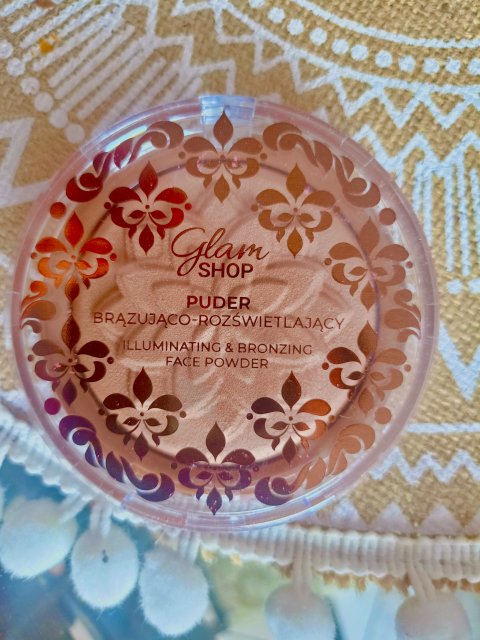 Glam
SHOP
PUDER
BRĄZUJĄCO-ROZŚWIETLAJĄCY
ILLUMINATING & BRONZING
FACE POWDER